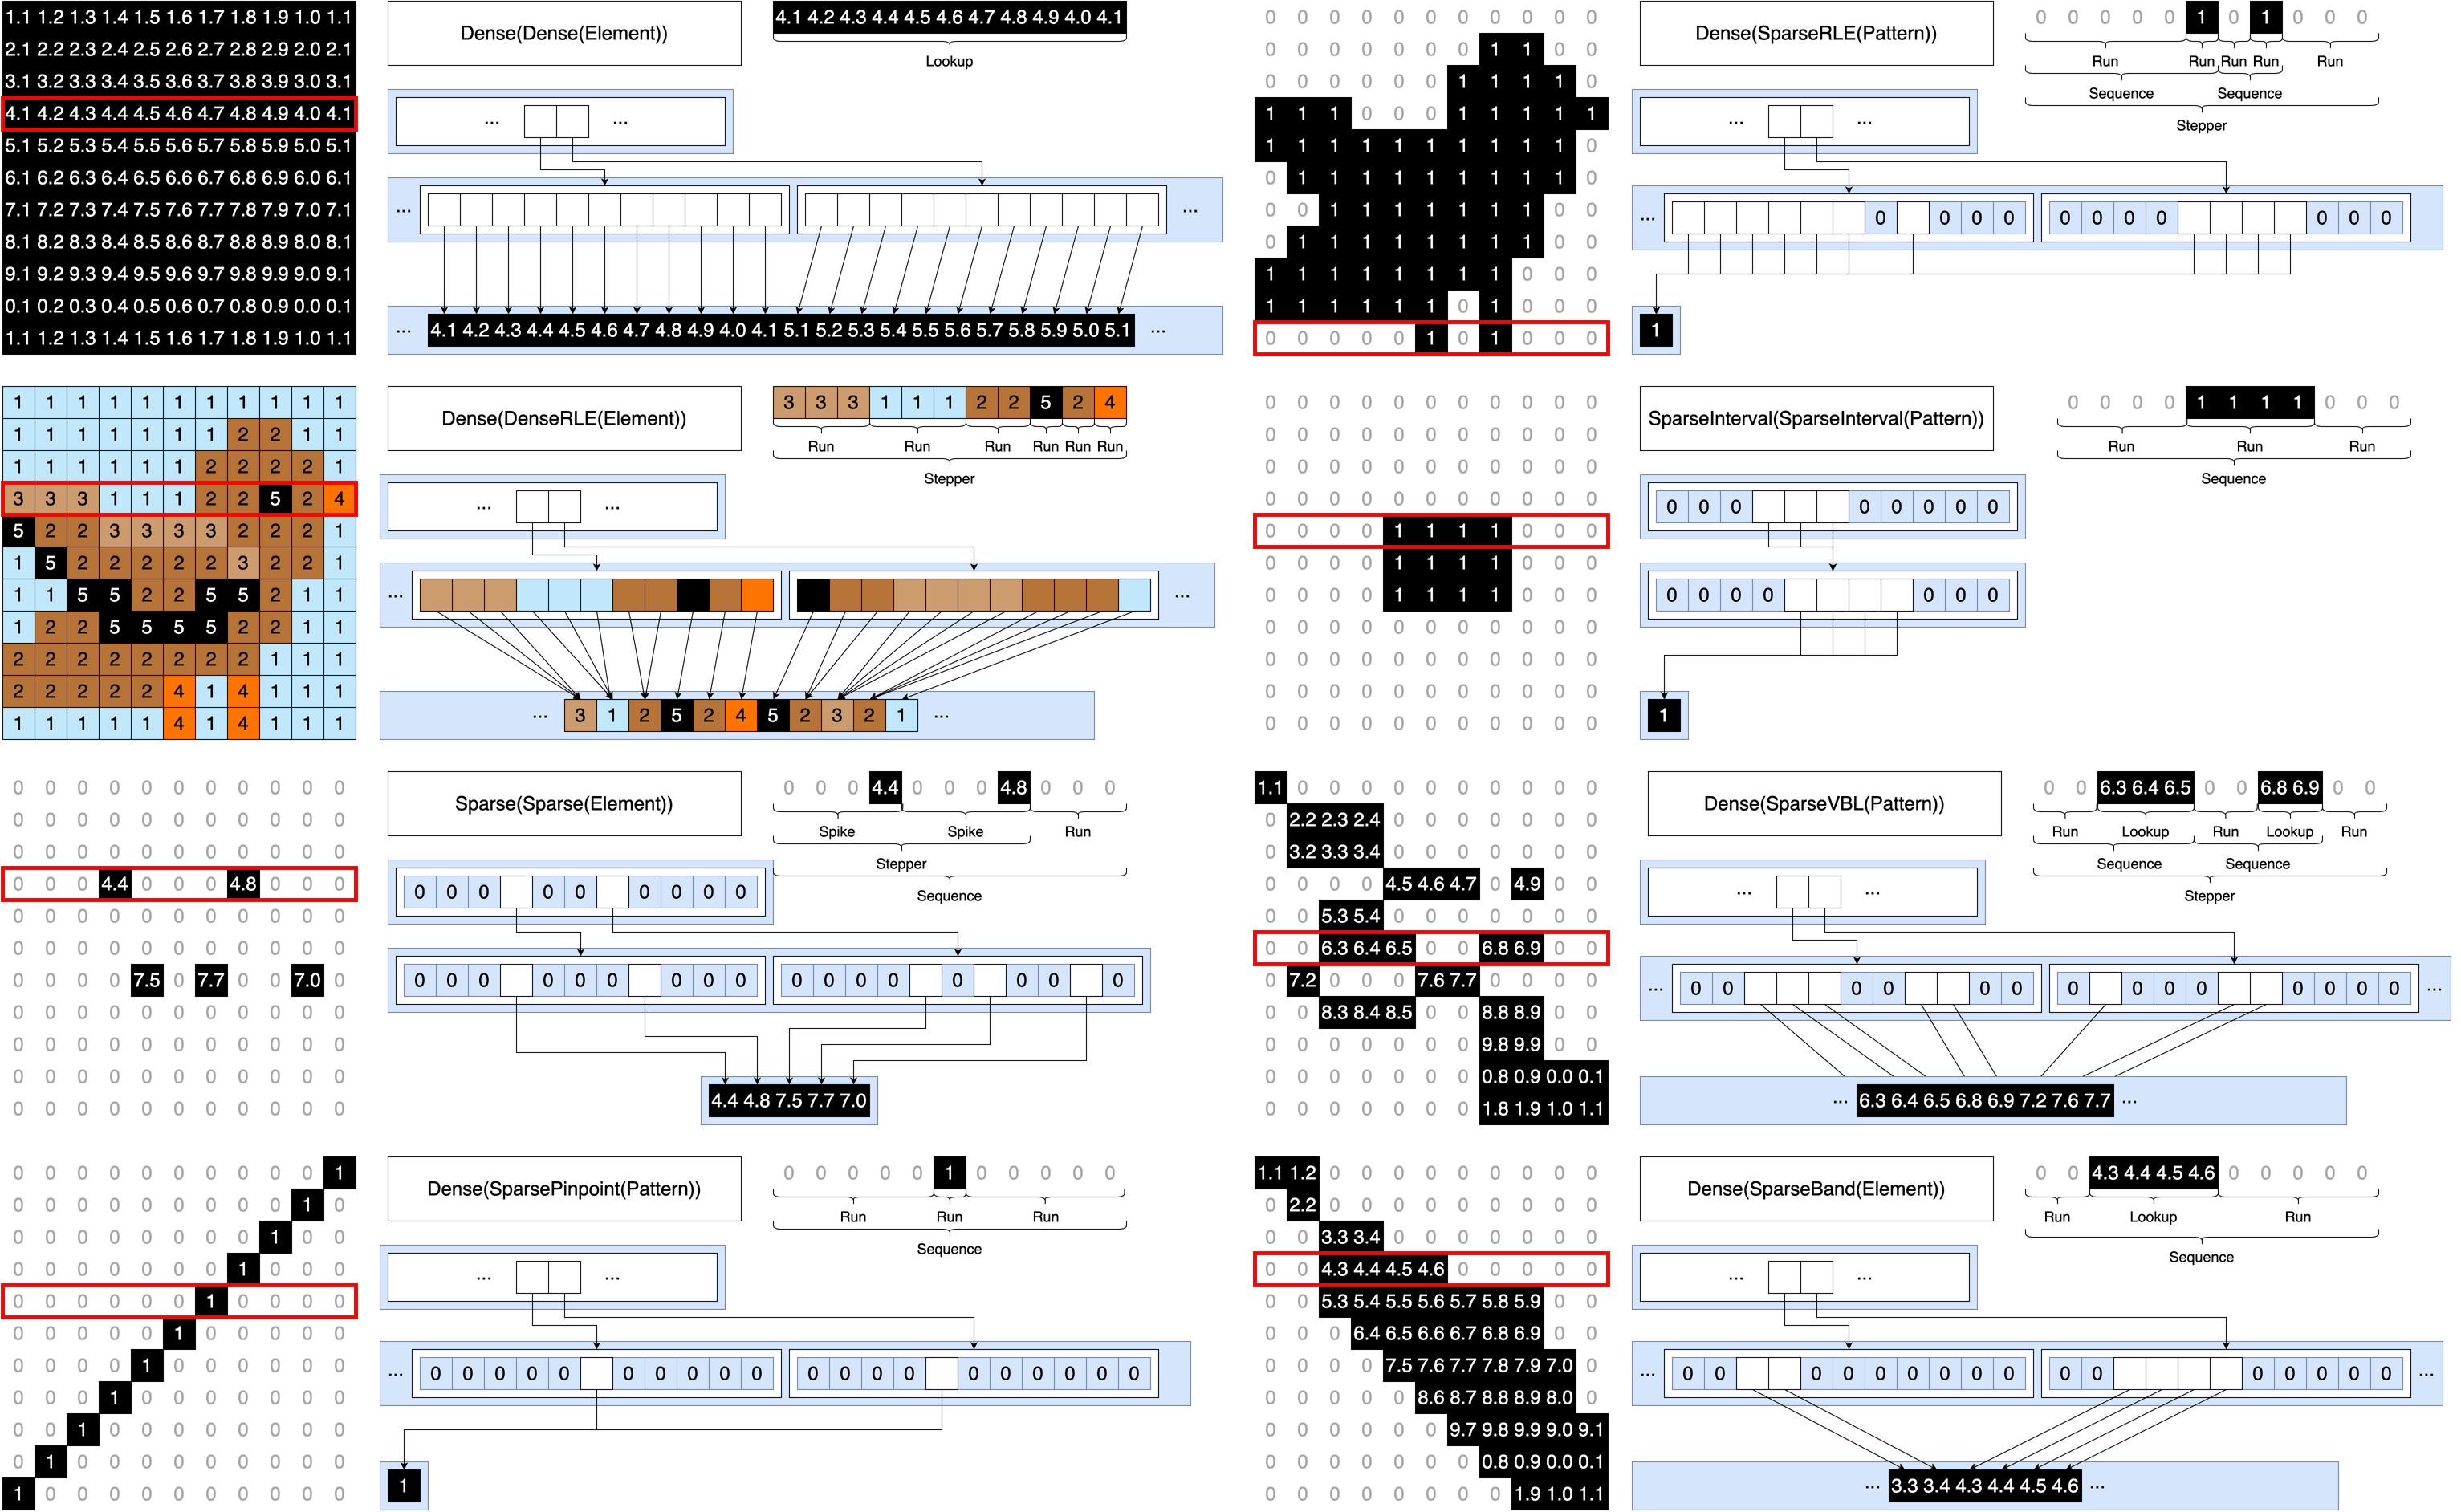 1.1 1.2 1.3 1.4 1.5 1.6 1.7 1.8 1.9 1.0 1.1
2.1 2.2 2.3 2.4 2.5 2.6 2.7 2.8 2.9 2.0 2.1
3.1 3.2 3.3 3.4 3.5 3.6 3.7 3.8 3.9 3.0 3.1
4.1 4.2 4.3 4.4 4.5 4.6 4.7 4.8 4.9 4.0 4.1
5.1 5.2 5.3 5.4 5.5 5.6 5.7 5.8 5.9 5.0 5.1
6.1 6.2 6.3 6.4 6.5 6.6 6.7 6.8 6.9 6.0 6.1
7.1 7.2 7.3 7.4 7.5 7.6 7.7 7.8 7.9 7.0 7.1
8.1 8.2 8.3 8.4 8.5 8.6 8.7 8.8 8.9 8.0 8.1
9.1 9.2 9.3 9.4 9.5 9.6 9.7 9.8 9.9 9.0 9.1
0.1 0.2 0.3 0.4 0.5 0.6 0.7 0.8 0.9 0.0 0.1
1.1 1.2 1.3 1.4 1.5 1.6 1.7 1.8 1.9 1.0 1.1
Dense(Dense(Element))
4.1 4.2 4.3 4.4 4.5 4.6 4.7 4.8 4.9 4.0 4.1
Lookup
... ...
... ...
... 4.1 4.2 4.3 4.4 4.5 4.6 4.7 4.8 4.9 4.0 4.1 5.1 5.2 5.3 5.4 5.5 5.6 5.7 5.8 5.9 5.0 5.1 ...
0 0 0 0 0 0 0 0 0 0 0
0 0 0 0 0 0 0 1 1 0 0
0 0 0 0 0 0 1 1 1 1 0
1 1 1 0 0 0 1 1 1 1 1
1 1 1 1 1 1 1 1 1 1 0
0 1 1 1 1 1 1 1 1 1 0
0 0 1 1 1 1 1 1 1 0 0
0 1 1 1 1 1 1 1 1 0 0
1 1 1 1 1 1 1 1 0 0 0
1 1 1 1 1 1 0 1 0 0 0
0 0 0 0 0 1 0 1 0 0 0
Dense(SparseRLE(Pattern))
0 0 0 0 0 1 0 1 0 0 0
Run Run Run Run Run
Sequence Sequence
Stepper
... ...
... 0 0 0 0 0 0 0 0 0 0 0
1
1 1 1 1 1 1 1 1 1 1 1
1 1 1 1 1 1 1 2 2 1 1
1 1 1 1 1 1 2 2 2 2 1
3 3 3 1 1 1 2 2 5 2 4
5 2 2 3 3 3 3 2 2 2 1
1 5 2 2 2 2 2 3 2 2 1
1 1 5 5 2 2 5 5 2 1 1
1 2 2 5 5 5 5 2 2 1 1
2 2 2 2 2 2 2 2 1 1 1
2 2 2 2 2 4 1 4 1 1 1
1 1 1 1 1 4 1 4 1 1 1
Dense(DenseRLE(Element))
3 3 3 1 1 1 2 2 5 2 4
Run Run Run Run Run Run
Stepper
... ...
... ...
... 3 1 2 5 2 4 5 2 3 2 1 ...
0 0 0 0 0 0 0 0 0 0 0
0 0 0 0 0 0 0 0 0 0 0
0 0 0 0 0 0 0 0 0 0 0
0 0 0 0 0 0 0 0 0 0 0
0 0 0 0 1 1 1 1 0 0 0
0 0 0 0 1 1 1 1 0 0 0
0 0 0 0 1 1 1 1 0 0 0
0 0 0 0 0 0 0 0 0 0 0
0 0 0 0 0 0 0 0 0 0 0
0 0 0 0 0 0 0 0 0 0 0
0 0 0 0 0 0 0 0 0 0 0
SparseInterval(SparseInterval(Pattern))
0 0 0 0 1 1 1 1 0 0 0
Run Run Run
Sequence
0 0 0 0 0 0 0 0
0 0 0 0 0 0 0
1
0 0 0 0 0 0 0 0 0 0 0
0 0 0 0 0 0 0 0 0 0 0
0 0 0 0 0 0 0 0 0 0 0
0 0 0 4.4 0 0 0 4.8 0 0 0
0 0 0 0 0 0 0 0 0 0 0
0 0 0 0 0 0 0 0 0 0 0
0 0 0 0 7.5 0 7.7 0 0 7.0 0
0 0 0 0 0 0 0 0 0 0 0
0 0 0 0 0 0 0 0 0 0 0
0 0 0 0 0 0 0 0 0 0 0
0 0 0 0 0 0 0 0 0 0 0
Sparse(Sparse(Element))
0 0 0 4.4 0 0 0 4.8 0 0 0
Spike Spike Run
Stepper
Sequence
0 0 0 0 0 0 0 0 0
0 0 0 0 0 0 0 0 0 0 0 0 0 0 0 0 0
4.4 4.8 7.5 7.7 7.0
1.1 0 0 0 0 0 0 0 0 0 0
0 2.2 2.3 2.4 0 0 0 0 0 0 0
0 3.2 3.3 3.4 0 0 0 0 0 0 0
0 0 0 0 4.5 4.6 4.7 0 4.9 0 0
0 0 5.3 5.4 0 0 0 0 0 0 0
0 0 6.3 6.4 6.5 0 0 6.8 6.9 0 0
0 7.2 0 0 0 7.6 7.7 0 0 0 0
0 0 8.3 8.4 8.5 0 0 8.8 8.9 0 0
0 0 0 0 0 0 0 9.8 9.9 0 0
0 0 0 0 0 0 0 0.8 0.9 0.0 0.1
0 0 0 0 0 0 0 1.8 1.9 1.0 1.1
Dense(SparseVBL(Pattern))
0 0 6.3 6.4 6.5 0 0 6.8 6.9 0 0
Run Lookup Run Lookup Run
Sequence Sequence
Stepper
... ...
... 0 0 0 0 0 0 0 0 0 0 0 0 0 0 ...
... 6.3 6.4 6.5 6.8 6.9 7.2 7.6 7.7 ...
0 0 0 0 0 0 0 0 0 0 1
0 0 0 0 0 0 0 0 0 1 0
0 0 0 0 0 0 0 0 1 0 0
0 0 0 0 0 0 0 1 0 0 0
0 0 0 0 0 0 1 0 0 0 0
0 0 0 0 0 1 0 0 0 0 0
0 0 0 0 1 0 0 0 0 0 0
0 0 0 1 0 0 0 0 0 0 0
0 0 1 0 0 0 0 0 0 0 0
0 1 0 0 0 0 0 0 0 0 0
1 0 0 0 0 0 0 0 0 0 0
Dense(SparsePinpoint(Pattern))
0 0 0 0 0 1 0 0 0 0 0
Run Run Run
Sequence
... ...
... 0 0 0 0 0 0 0 0 0 0 0 0 0 0 0 0 0 0 0 0
1
1.1 1.2 0 0 0 0 0 0 0 0 0
0 2.2 0 0 0 0 0 0 0 0 0
0 0 3.3 3.4 0 0 0 0 0 0 0
0 0 4.3 4.4 4.5 4.6 0 0 0 0 0
0 0 5.3 5.4 5.5 5.6 5.7 5.8 5.9 0 0
0 0 0 6.4 6.5 6.6 6.7 6.8 6.9 0 0
0 0 0 0 7.5 7.6 7.7 7.8 7.9 7.0 0
0 0 0 0 0 8.6 8.7 8.8 8.9 8.0 0
0 0 0 0 0 0 9.7 9.8 9.9 9.0 9.1
0 0 0 0 0 0 0 0.8 0.9 0.0 0.1
0 0 0 0 0 0 0 0 1.9 1.0 1.1
Dense(SparseBand(Element))
0 0 4.3 4.4 4.5 4.6 0 0 0 0 0
Run Lookup Run
Sequence
... ...
... 0 0 0 0 0 0 0 0 0 0 0 0 0 0 0 0 ...
... 3.3 3.4 4.3 4.4 4.5 4.6 ...